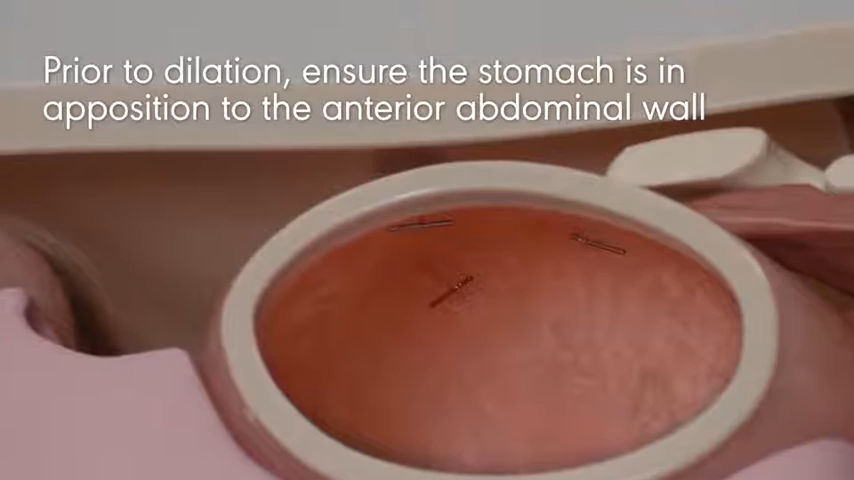 Prior to dilation, ensure the stomach is in
apposition to the anterior abdominal wall